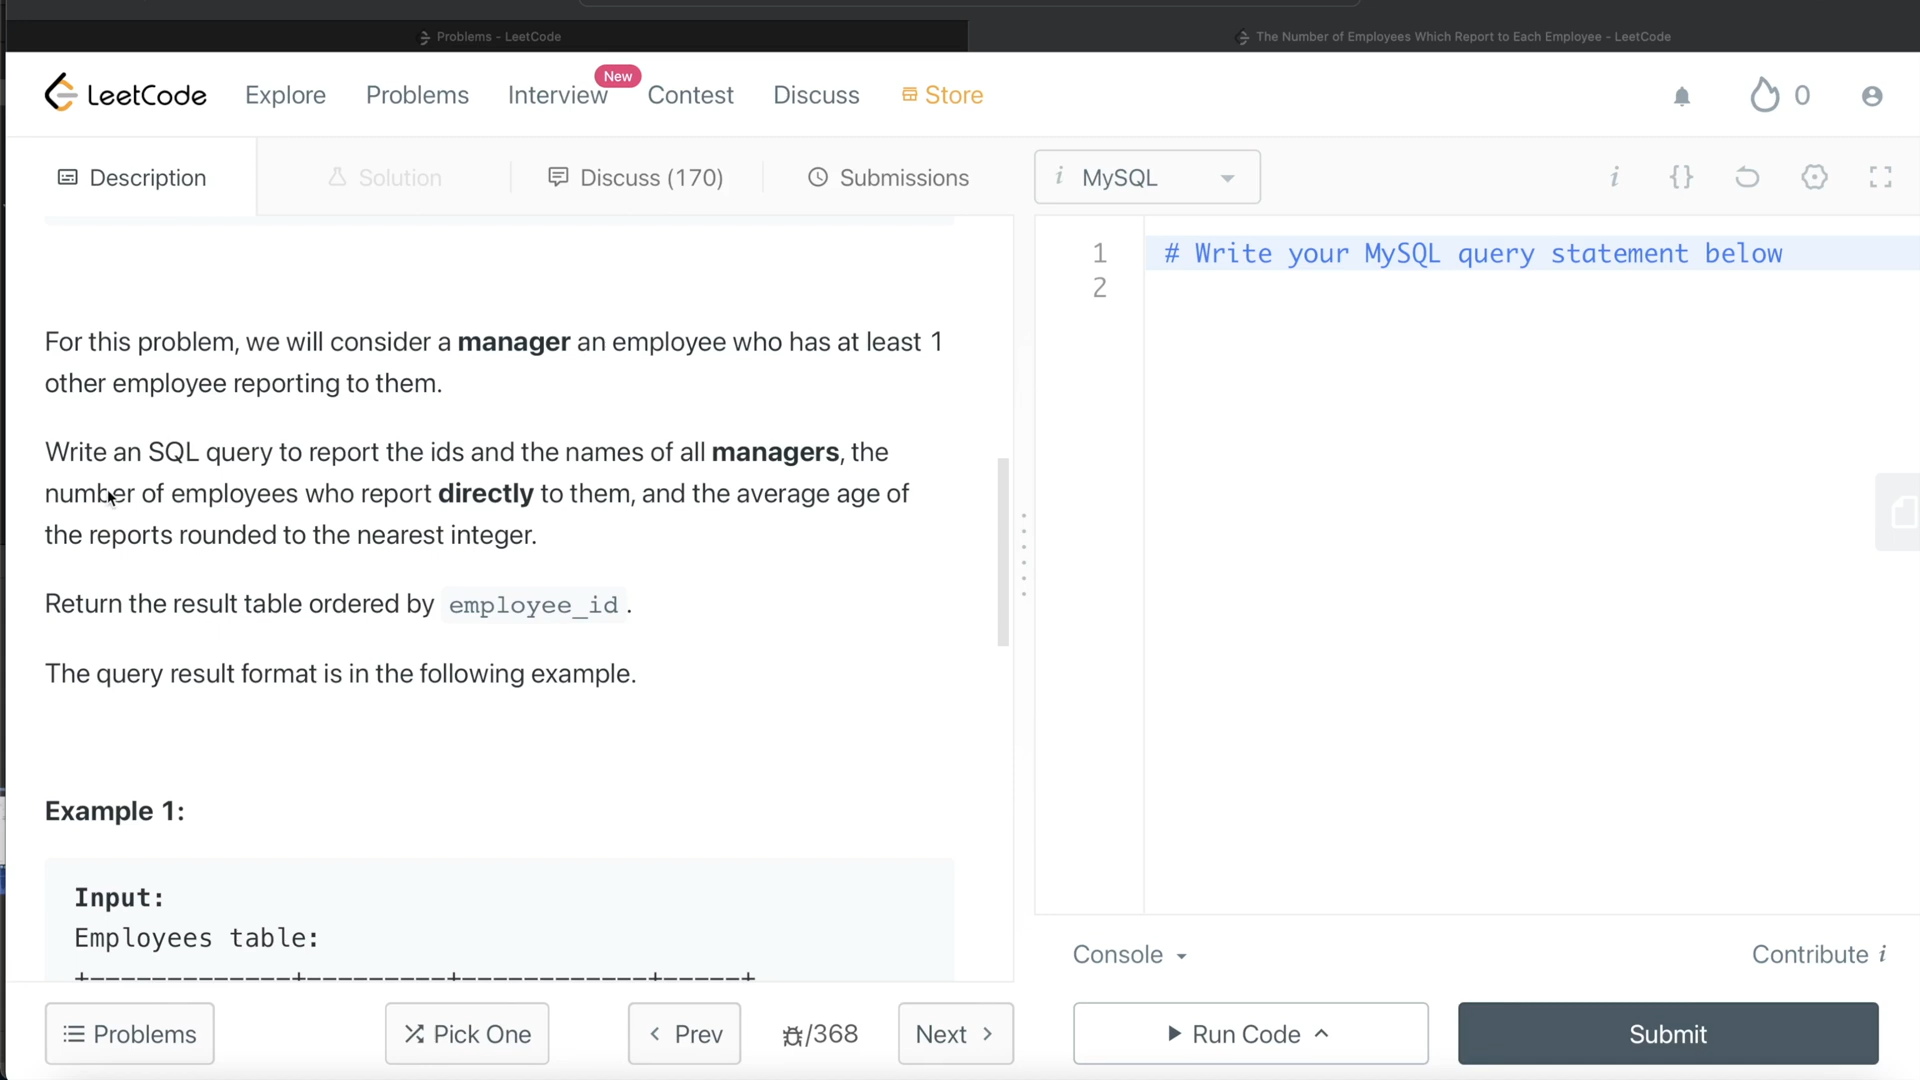 Problems - LeetCode
The Number of Employees Which Report to Each Employee - LeetCode
LeetCode
Explore
Problems
Interview
New
Contest
Discuss
Store
0
Description
Solution
Discuss (170)
Submissions
i MySQL
i
{}
For this problem, we will consider a manager an employee who has at least 1
other employee reporting to them.
Write an SQL query to report the ids and the names of all managers, the
number of employees who report directly to them, and the average age of
the reports rounded to the nearest integer.
Return the result table ordered by employee_id.
The query result format is in the following example.
Example 1:
Input:
Employees table:
+-------------+---------+------------+-----+
1 # Write your MySQL query statement below
2
Console
Contribute i
Problems
Pick One
Prev
/368
Next
Run Code
Submit